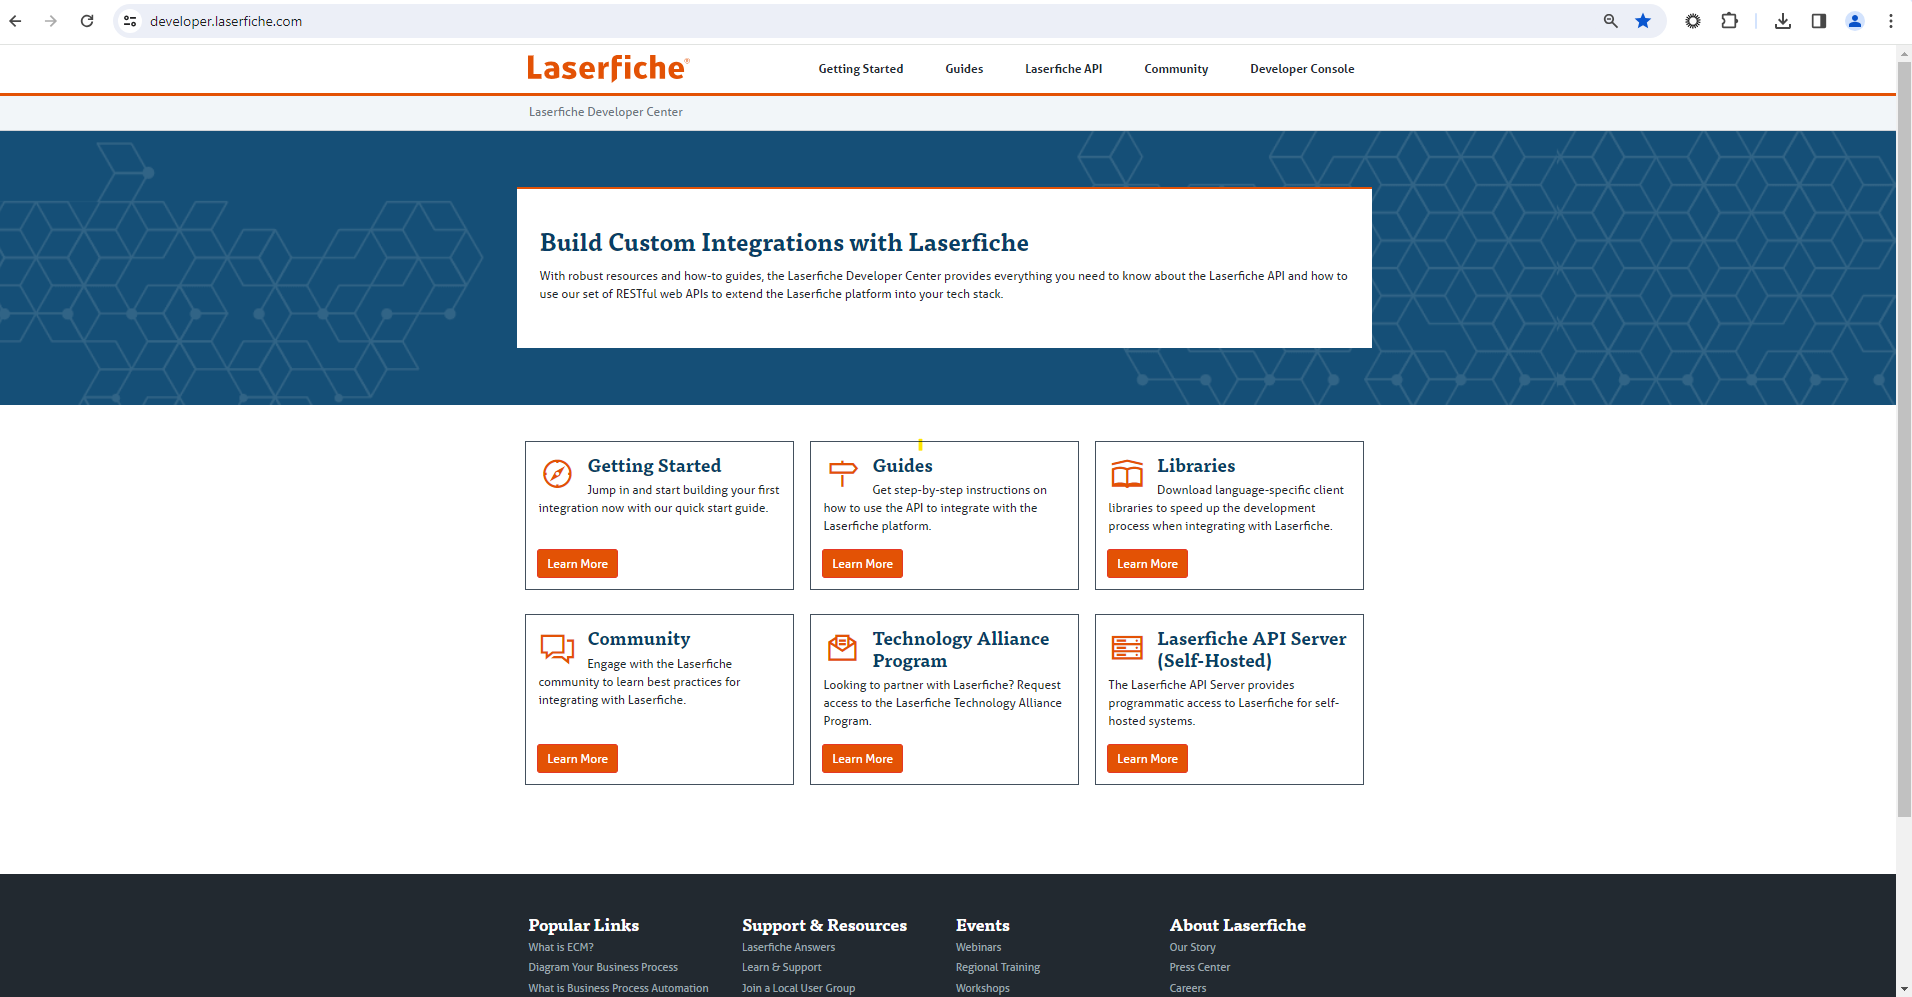 developer.laserfiche.com
Laserfiche®
Getting Started Guides Laserfiche API Community Developer Console
Laserfiche Developer Center
Build Custom Integrations with Laserfiche
With robust resources and how-to guides, the Laserfiche Developer Center provides everything you need to know about the Laserfiche API and how to
use our set of RESTful web APIs to extend the Laserfiche platform into your tech stack.
Getting Started
Jump in and start building your first
integration now with our quick start guide.
Learn More
Guides
Get step-by-step instructions on
how to use the API to integrate with the
Laserfiche platform.
Learn More
Libraries
Download language-specific client
libraries to speed up the development
process when integrating with Laserfiche.
Learn More
Community
Engage with the Laserfiche
community to learn best practices for
integrating with Laserfiche.
Learn More
Technology Alliance
Program
Looking to partner with Laserfiche? Request
access to the Laserfiche Technology Alliance
Program.
Learn More
Laserfiche API Server
(Self-Hosted)
The Laserfiche API Server provides
programmatic access to Laserfiche for self-
hosted systems.
Learn More
Popular Links
What is ECM?
Diagram Your Business Process
What is Business Process Automation
Support & Resources
Laserfiche Answers
Learn & Support
Join a Local User Group
Events
Webinars
Regional Training
Workshops
About Laserfiche
Our Story
Press Center
Careers